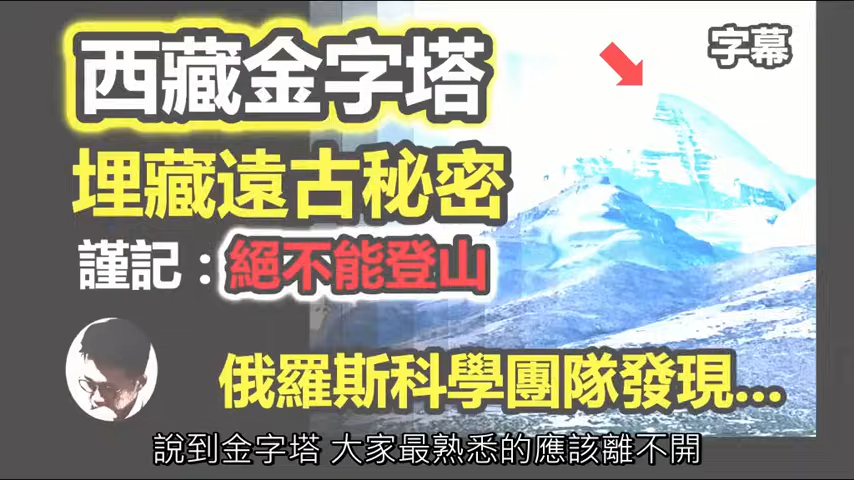 西藏金字塔
字幕
埋藏遠古秘密
謹記：絕不能登山
俄羅斯科學團隊發現...
說到金字塔 大家最熟悉的應該離不開